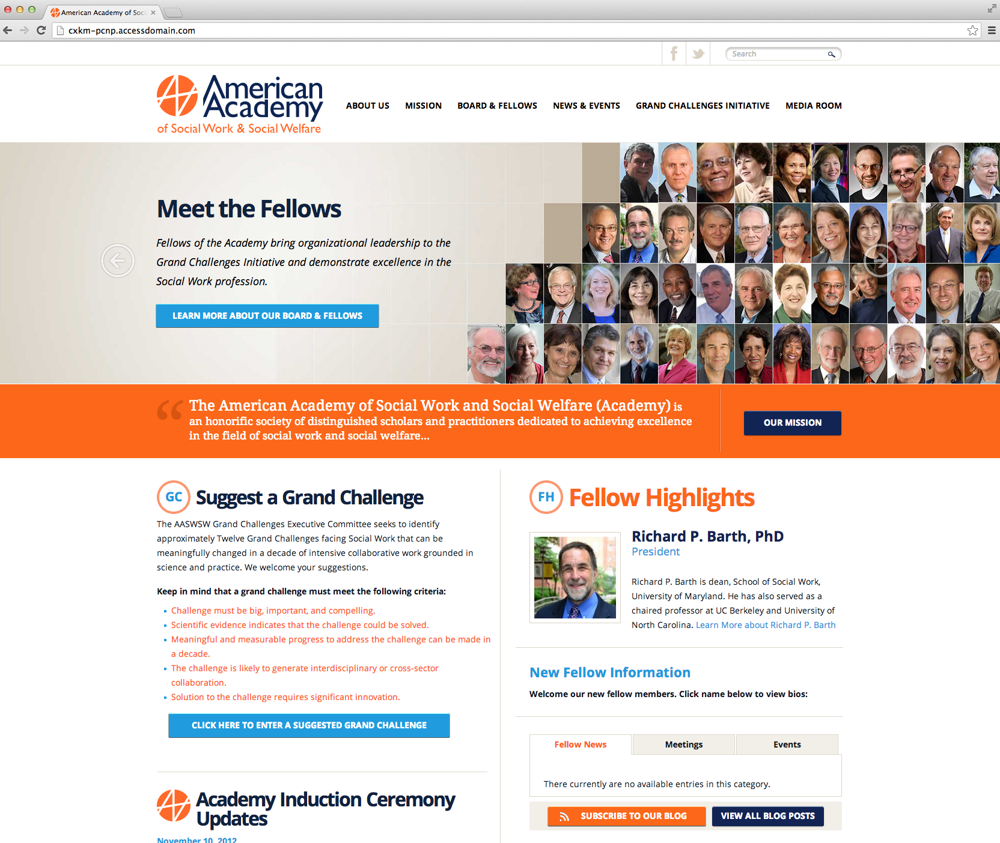 American Academy of Soci
cxkm-pcnp.accessdomain.com
Search
American
Academy
of Social Work & Social Welfare
ABOUT US
MISSION
BOARD & FELLOWS
NEWS & EVENTS
GRAND CHALLENGES INITIATIVE
MEDIA ROOM
Meet the Fellows
Fellows of the Academy bring organizational leadership to the
Grand Challenges Initiative and demonstrate excellence in the
Social Work profession.
LEARN MORE ABOUT OUR BOARD & FELLOWS
“ The American Academy of Social Work and Social Welfare (Academy) is
an honorific society of distinguished scholars and practitioners dedicated to achieving excellence
in the field of social work and social welfare...
OUR MISSION
GC
Suggest a Grand Challenge
The AASWSW Grand Challenges Executive Committee seeks to identify
approximately Twelve Grand Challenges facing Social Work that can be
meaningfully changed in a decade of intensive collaborative work grounded in
science and practice. We welcome your suggestions.
Keep in mind that a grand challenge must meet the following criteria:
Challenge must be big, important, and compelling.
Scientific evidence indicates that the challenge could be solved.
Meaningful and measurable progress to address the challenge can be made in
a decade.
The challenge is likely to generate interdisciplinary or cross-sector
collaboration.
Solution to the challenge requires significant innovation.
CLICK HERE TO ENTER A SUGGESTED GRAND CHALLENGE
Academy Induction Ceremony
Updates
November 10, 2012
FH
Fellow Highlights
Richard P. Barth, PhD
President
Richard P. Barth is dean, School of Social Work,
University of Maryland. He has also served as a
chaired professor at UC Berkeley and University of
North Carolina. Learn More about Richard P. Barth
New Fellow Information
Welcome our new fellow members. Click name below to view bios:
Fellow News
Meetings
Events
There currently are no available entries in this category.
SUBSCRIBE TO OUR BLOG
VIEW ALL BLOG POSTS